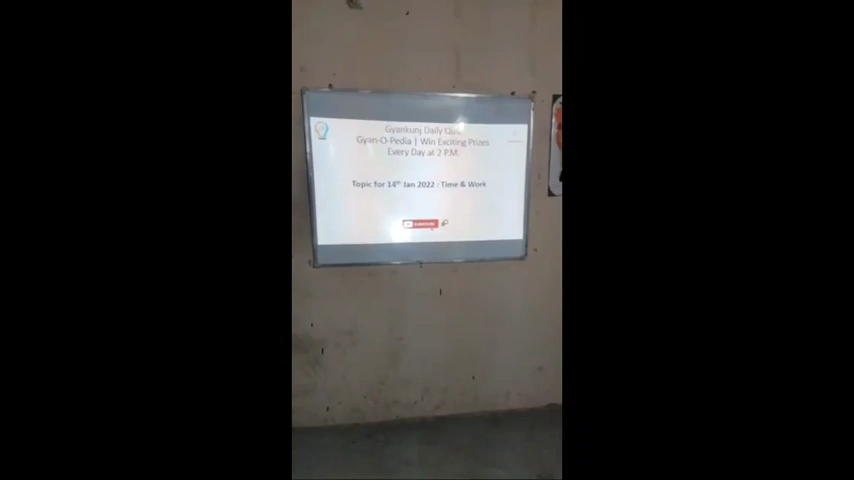 Gyankunj Daily Quiz
Gyan-O-Pedia | Win Exciting Prizes
Every Day at 2 P.M.
Topic for 14th Jan 2022 : Time & Work
SUBSCRIBE